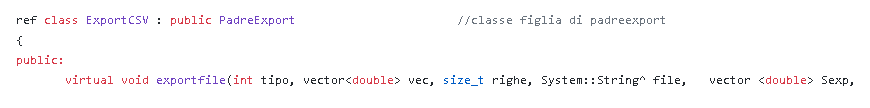 ref class ExportCSV : public PadreExport //classe figlia di padreexport
{
public:
virtual void exportfile(int tipo, vector<double> vec, size_t righe, System::String^ file, vector <double> Sexp,